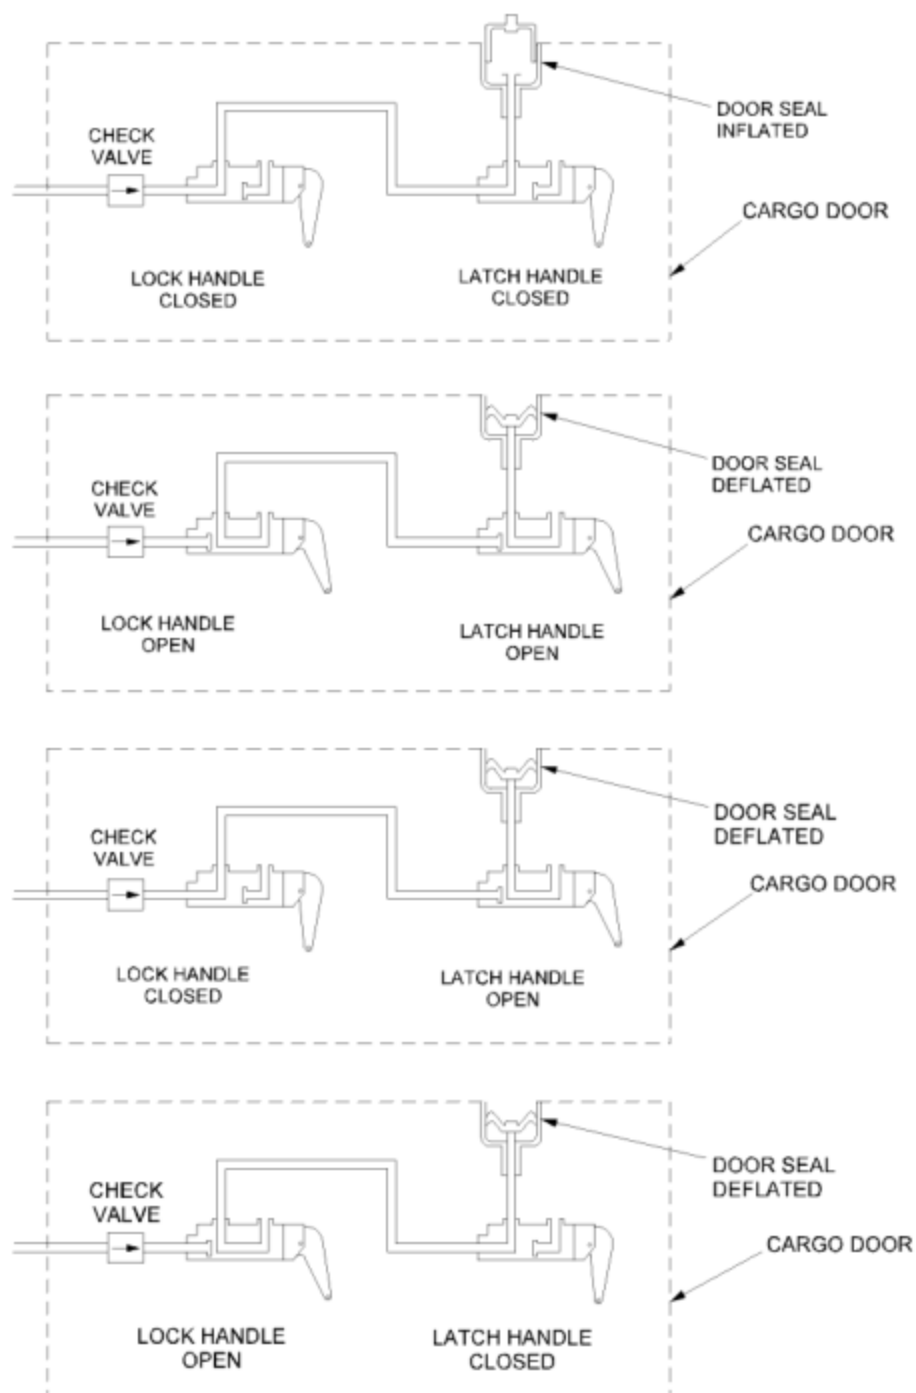 DOOR SEAL
INFLATED
CHECK
VALVE
CARGO DOOR
LOCK HANDLE
CLOSED
LATCH HANDLE
CLOSED
DOOR SEAL
DEFLATED
CHECK
VALVE
CARGO DOOR
LOCK HANDLE
OPEN
LATCH HANDLE
OPEN
DOOR SEAL
DEFLATED
CHECK
VALVE
CARGO DOOR
LOCK HANDLE
CLOSED
LATCH HANDLE
OPEN
DOOR SEAL
DEFLATED
CHECK
VALVE
CARGO DOOR
LOCK HANDLE
OPEN
LATCH HANDLE
CLOSED